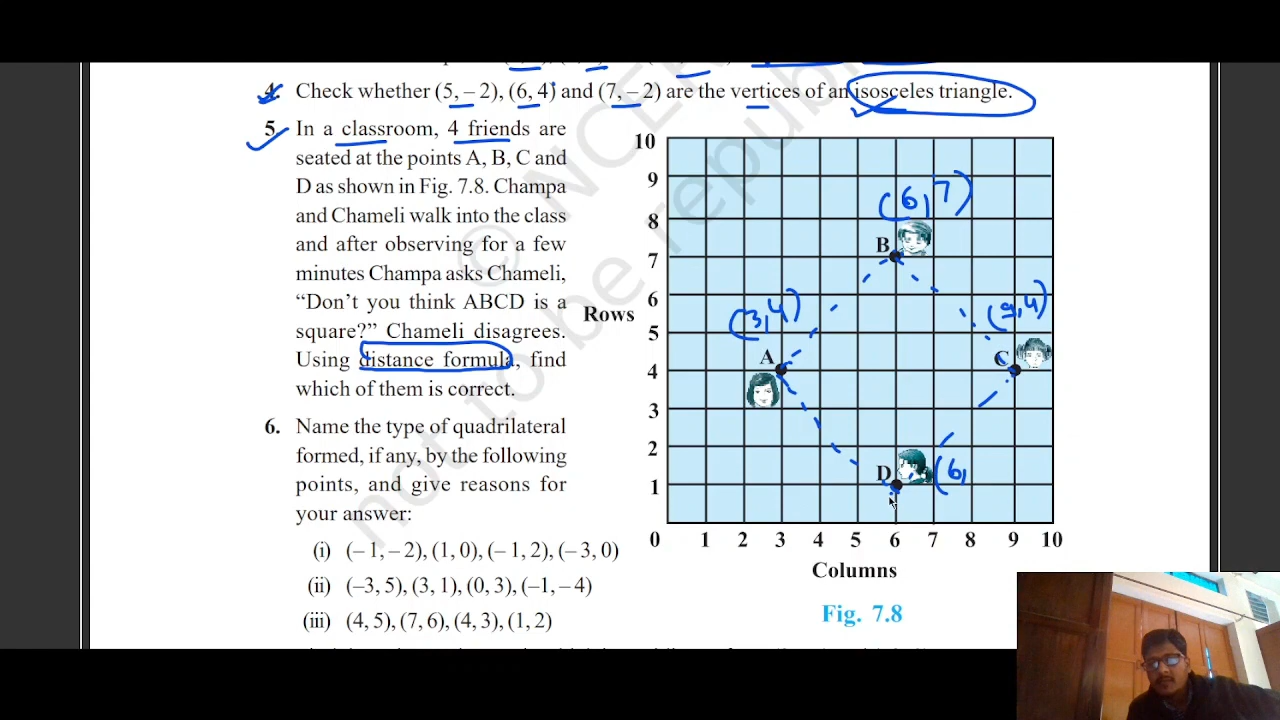 4. Check whether (5, – 2), (6, 4) and (7, – 2) are the vertices of an isosceles triangle.
5. In a classroom, 4 friends are
seated at the points A, B, C and
D as shown in Fig. 7.8. Champa
and Chameli walk into the class
and after observing for a few
minutes Champa asks Chameli,
“Don’t you think ABCD is a
square?” Chameli disagrees.
Using distance formula, find
which of them is correct.
6. Name the type of quadrilateral
formed, if any, by the following
points, and give reasons for
your answer:
(i) (– 1, – 2), (1, 0), (– 1, 2), (– 3, 0)
(ii) (–3, 5), (3, 1), (0, 3), (–1, – 4)
(iii) (4, 5), (7, 6), (4, 3), (1, 2)
10
9
8
7
6
5
4
3
2
1
Rows
(6, 7)
B
(3, 4)
(9, 4)
A
C
D
(6,
0 1 2 3 4 5 6 7 8 9 10
Columns
Fig. 7.8
© NCE
not to be republ